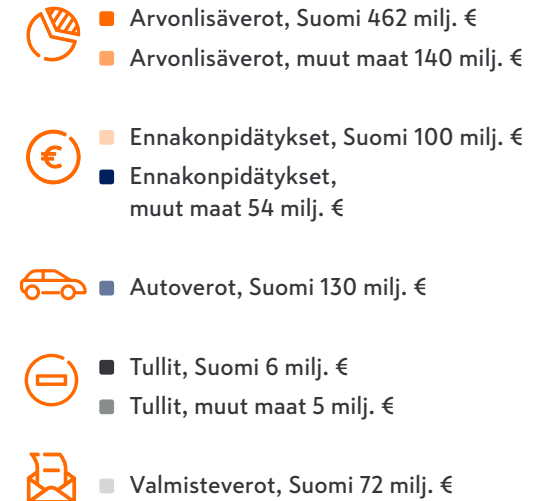 Arvonlisäverot, Suomi 462 milj. €
Arvonlisäverot, muut maat 140 milj. €
Ennakonpidätykset, Suomi 100 milj. €
Ennakonpidätykset,
muut maat 54 milj. €
Autoverot, Suomi 130 milj. €
Tullit, Suomi 6 milj. €
Tullit, muut maat 5 milj. €
Valmisteverot, Suomi 72 milj. €